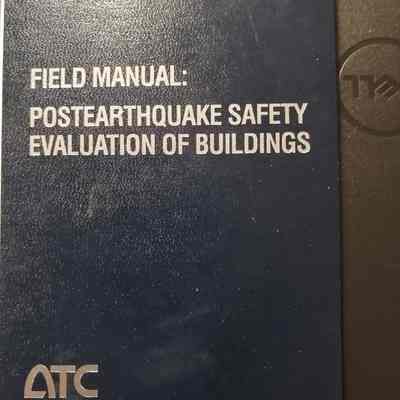 FIELD MANUAL:
POSTEARTHQUAKE SAFETY
EVALUATION OF BUILDINGS
ATC